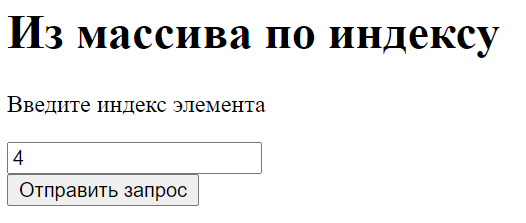 Из массива по индексу
Введите индекс элемента
4
Отправить запрос